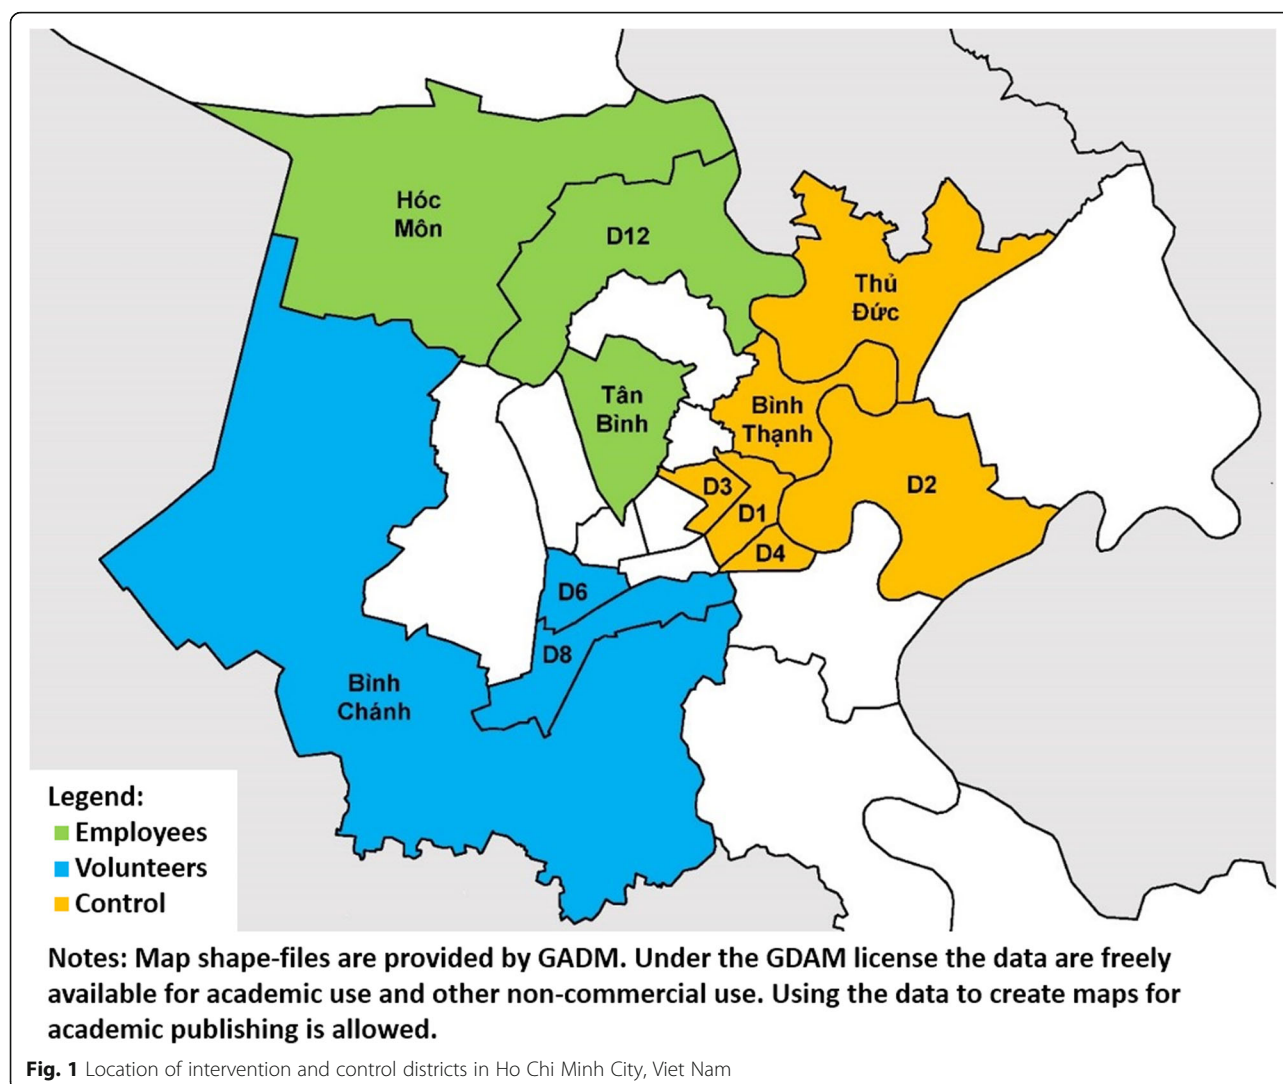 Hóc
Môn
D12
Thủ
Đức
Tân
Bình
Bình
Thạnh
D3
D1
D2
D4
D6
D8
Bình
Chánh
Legend:
Employees
Volunteers
Control
Notes: Map shape-files are provided by GADM. Under the GDAM license the data are freely
available for academic use and other non-commercial use. Using the data to create maps for
academic publishing is allowed.
Fig. 1 Location of intervention and control districts in Ho Chi Minh City, Viet Nam